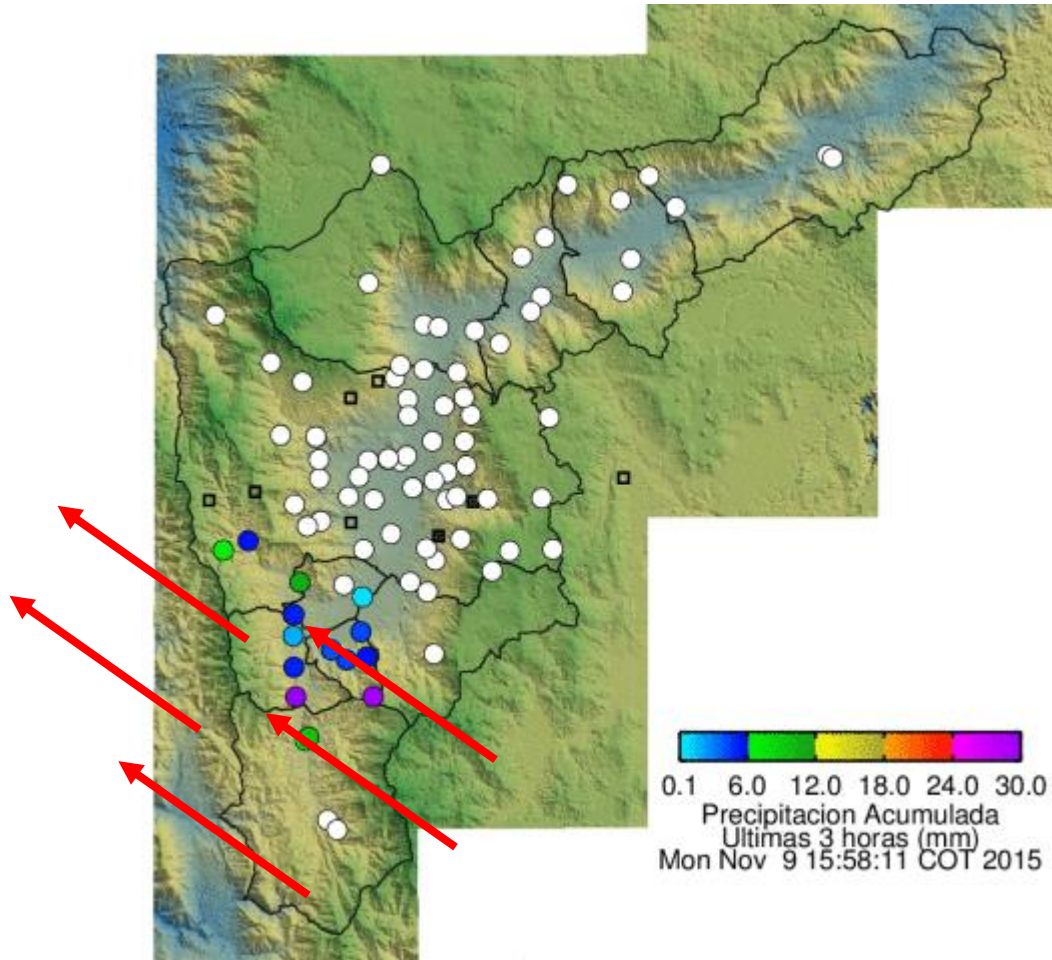 0.1 6.0 12.0 18.0 24.0 30.0
Precipitacion Acumulada
Ultimas 3 horas (mm)
Mon Nov 9 15:58:11 COT 2015